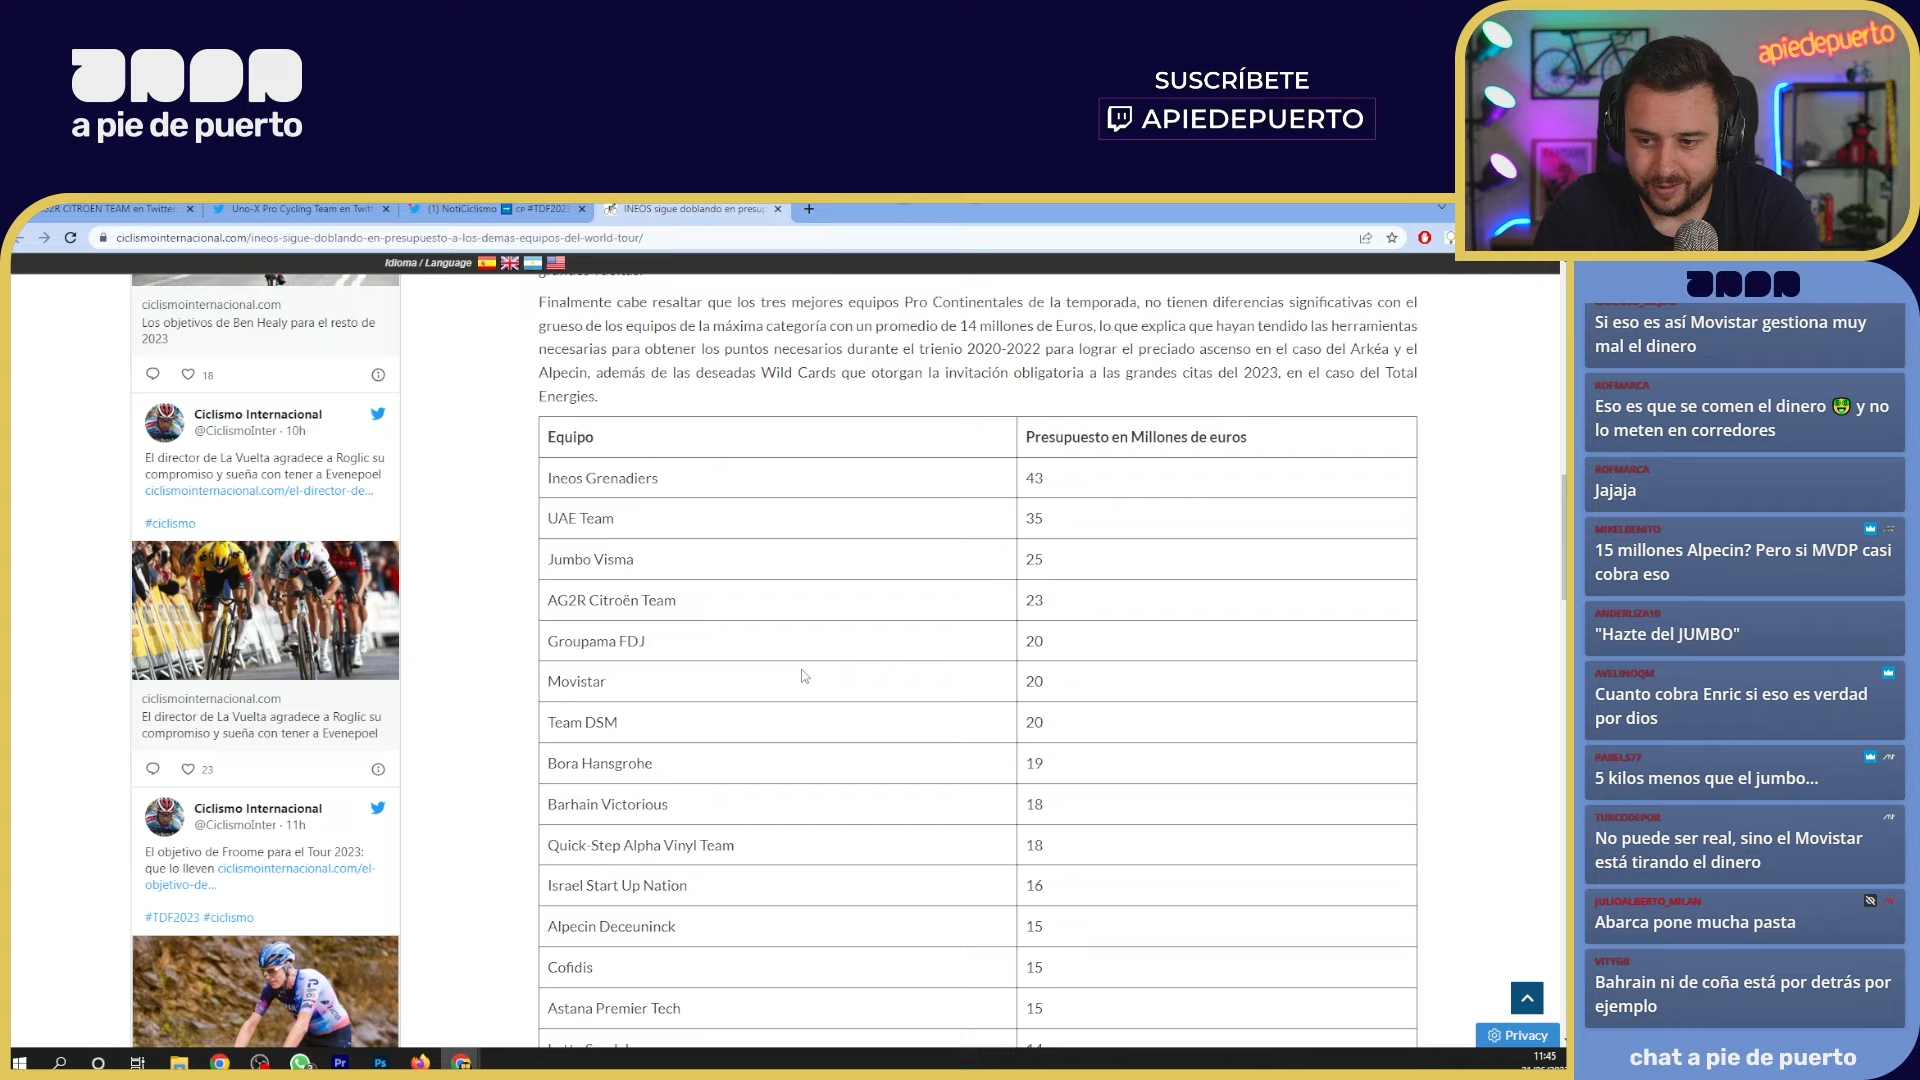 a pie de puerto
SUSCRÍBETE
APIEDEPUERTO
apiedepuerto
CITROËN TEAM en Twitter
Uno-X Pro Cycling Team en Twit
(1) NotiCiclismo CP #TDF2023
INEOS sigue doblando en presup
ciclismointernacional.com/ineos-sigue-doblando-en-presupuesto-a-los-demas-equipos-del-world-tour/
Idioma / Language
ciclismointernacional.com
Los objetivos de Ben Healy para el resto de
2023
18
Ciclismo Internacional
@CiclismoInter · 10h
El director de La Vuelta agradece a Roglic su
compromiso y sueña con tener a Evenepoel
ciclismointernacional.com/el-director-de...
#ciclismo
ciclismointernacional.com
El director de La Vuelta agradece a Roglic su
compromiso y sueña con tener a Evenepoel
23
Ciclismo Internacional
@CiclismoInter · 11h
El objetivo de Froome para el Tour 2023:
que lo lleven ciclismointernacional.com/el-
objetivo-de...
#TDF2023 #ciclismo
Finalmente cabe resaltar que los tres mejores equipos Pro Continentales de la temporada, no tienen diferencias significativas con el
grueso de los equipos de la máxima categoría con un promedio de 14 millones de Euros, lo que explica que hayan tendido las herramientas
necesarias para obtener los puntos necesarios durante el trienio 2020-2022 para lograr el preciado ascenso en el caso del Arkéa y el
Alpecin, además de las deseadas Wild Cards que otorgan la invitación obligatoria a las grandes citas del 2023, en el caso del Total
Energies.
Equipo Presupuesto en Millones de euros
Ineos Grenadiers 43
UAE Team 35
Jumbo Visma 25
AG2R Citroën Team 23
Groupama FDJ 20
Movistar 20
Team DSM 20
Bora Hansgrohe 19
Barhain Victorious 18
Quick-Step Alpha Vinyl Team 18
Israel Start Up Nation 16
Alpecin Deceuninck 15
Cofidis 15
Astana Premier Tech 15
Privacy
11:45
Si eso es así Movistar gestiona muy
mal el dinero
ROFMARCA
Eso es que se comen el dinero 🤑 y no
lo meten en corredores
ROFMARCA
Jajaja
MIKELBENITO
15 millones Alpecin? Pero si MVDP casi
cobra eso
ANDERLIZA10
"Hazte del JUMBO"
AVELINOQM
Cuanto cobra Enric si eso es verdad
por dios
PABELS77
5 kilos menos que el jumbo...
TURCODEPOR
No puede ser real, sino el Movistar
está tirando el dinero
JULIOALBERTO_MILAN
Abarca pone mucha pasta
VITYGB
Bahrain ni de coña está por detrás por
ejemplo
chat a pie de puerto